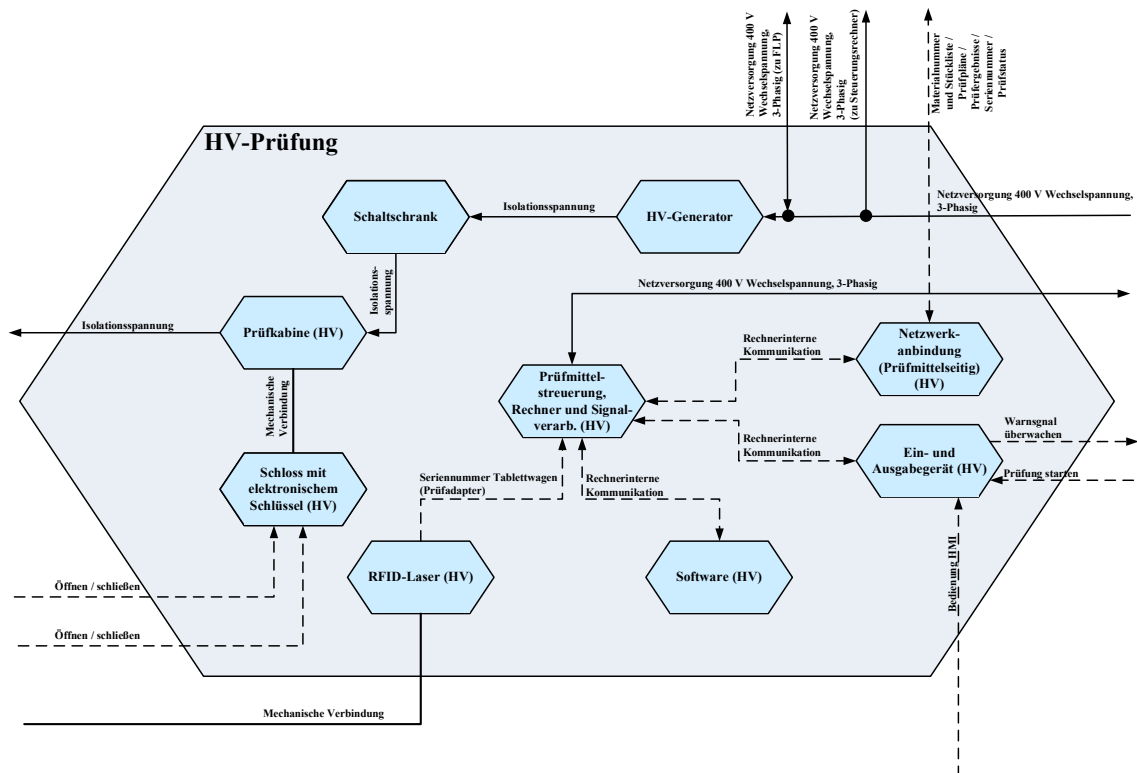 Netzversorgung 400 V
Wechselspannung,
3-Phasig (zu FLP)
Netzversorgung 400 V
Wechselspannung,
3-Phasig
(zu Steuerungsrechner)
Materialnummer
und Stückliste /
Prüfpläne /
Prüfergebnisse /
Seriennummer /
Prüfstatus
HV-Prüfung
Schaltschrank
Isolationsspannung
HV-Generator
Netzversorgung 400 V Wechselspannung,
3-Phasig
Isolations-
spannung
Netzversorgung 400 V Wechselspannung, 3-Phasig
Isolationsspannung
Prüfkabine (HV)
Rechnerinterne
Kommunikation
Netzwerk-
anbindung
(Prüfmittelseitig)
(HV)
Mechanische
Verbindung
Prüfmittel-
streuerung,
Rechner und Signal-
verarb. (HV)
Rechnerinterne
Kommunikation
Ein- und
Ausgabegerät (HV)
Warnsgnal
überwachen
Prüfung starten
Schloss mit
elektronischem
Schlüssel (HV)
Seriennummer Tablettwagen
(Prüfadapter)
Rechnerinterne
Kommunikation
RFID-Laser (HV)
Software (HV)
Bedienung HMI
Öffnen / schließen
Öffnen / schließen
Mechanische Verbindung